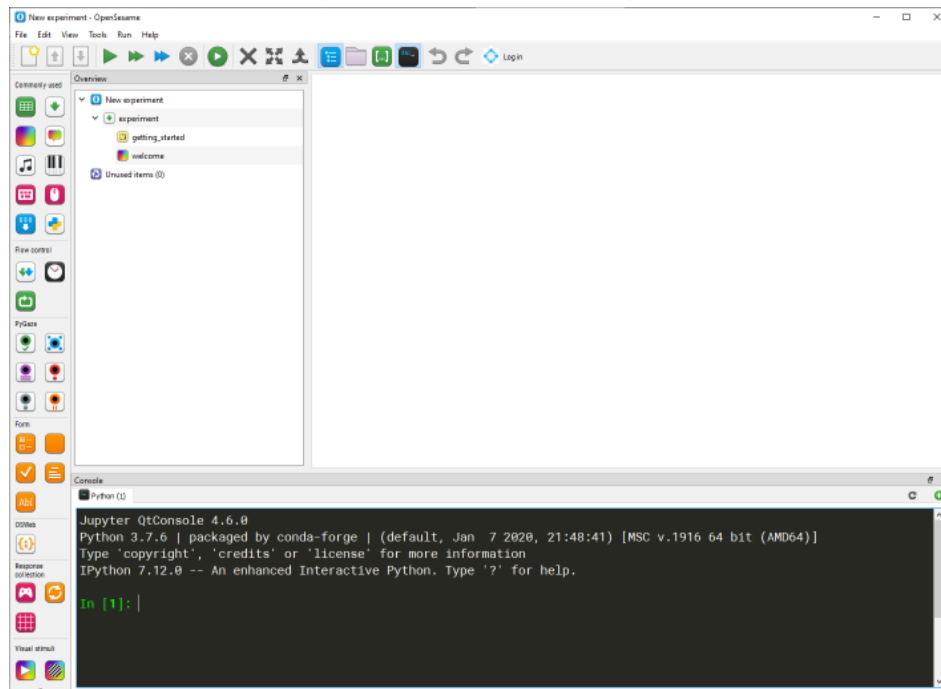 New experiment - OpenSesame
File Edit View Tools Run Help
Login
Commonly used
Flow control
PyGaze
Form
Abi
OSWeb
Response
collection
Visual stimuli
Overview
New experiment
experiment
getting_started
welcome
Unused items (0)
Console
Python (1)
Jupyter QtConsole 4.6.0
Python 3.7.6 | packaged by conda-forge | (default, Jan 7 2020, 21:48:41) [MSC v.1916 64 bit (AMD64)]
Type 'copyright', 'credits' or 'license' for more information
IPython 7.12.0 -- An enhanced Interactive Python. Type '?' for help.
In [1]: